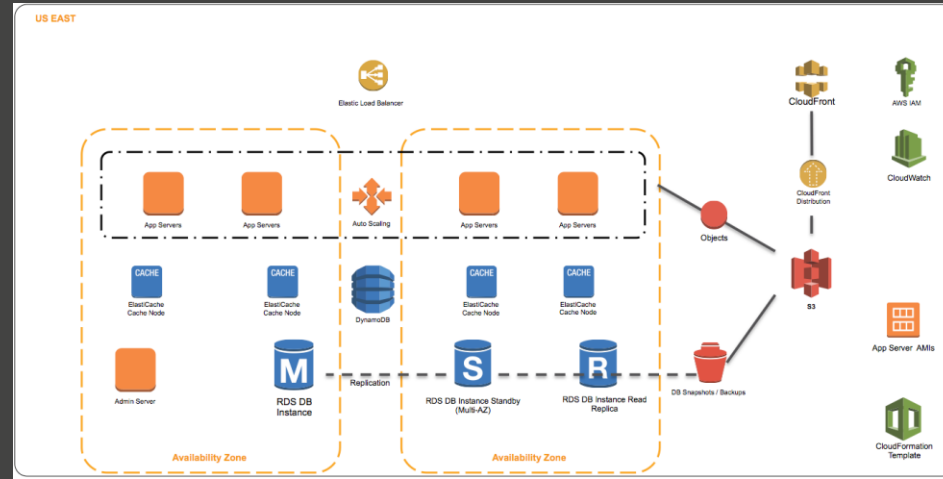 US EAST
Elastic Load Balancer
CloudFront
AWS IAM
CloudWatch
CloudFront
Distribution
App Servers
App Servers
Auto Scaling
App Servers
App Servers
Objects
CACHE
CACHE
CACHE
CACHE
ElastiCache
Cache Node
ElastiCache
Cache Node
DynamoDB
ElastiCache
Cache Node
ElastiCache
Cache Node
S3
App Server AMIs
M
S
R
Replication
Admin Server
RDS DB
Instance
RDS DB Instance Standby
(Multi-AZ)
RDS DB Instance Read
Replica
DB Snapshots / Backups
CloudFormation
Template
Availability Zone
Availability Zone